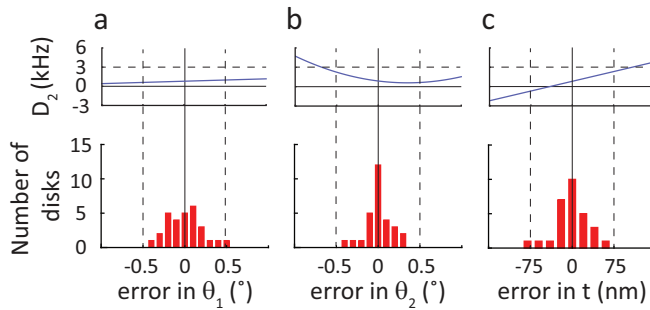 a b c
D₂ (kHz)
6
3
0
-3
Number of disks
15
10
5
0
-0.5 0 0.5 -0.5 0 0.5 -75 0 75
error in θ₁ (˚) error in θ₂ (˚) error in t (nm)